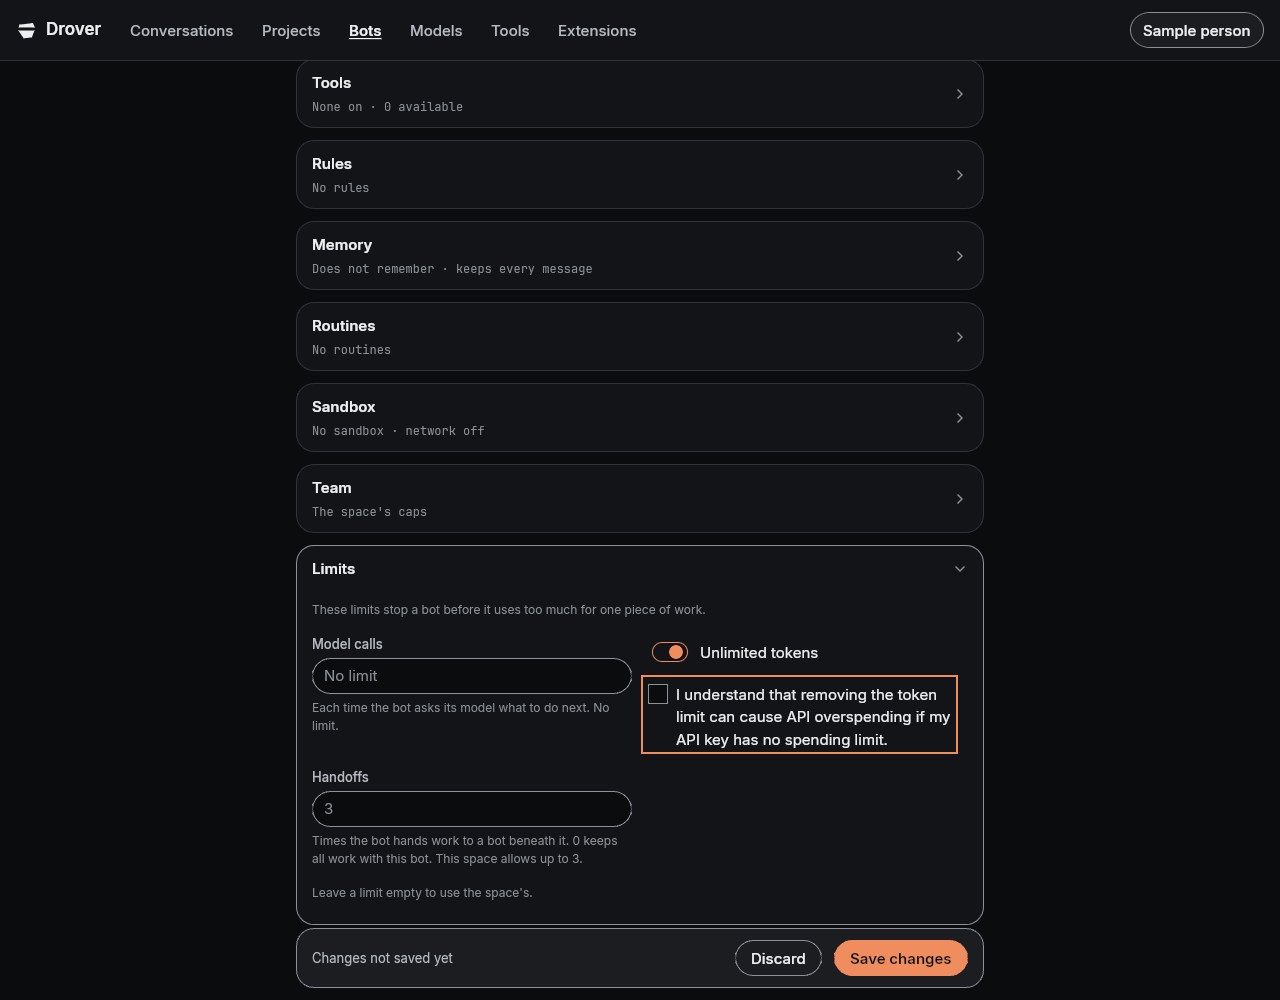 Drover
Conversations
Projects
Bots
Models
Tools
Extensions
Sample person
Tools
None on · 0 available
Rules
No rules
Memory
Does not remember · keeps every message
Routines
No routines
Sandbox
No sandbox · network off
Team
The space's caps
Limits
These limits stop a bot before it uses too much for one piece of work.
Model calls
No limit
Each time the bot asks its model what to do next. No
limit.
Unlimited tokens
I understand that removing the token
limit can cause API overspending if my
API key has no spending limit.
Handoffs
3
Times the bot hands work to a bot beneath it. 0 keeps
all work with this bot. This space allows up to 3.
Leave a limit empty to use the space's.
Changes not saved yet
Discard
Save changes